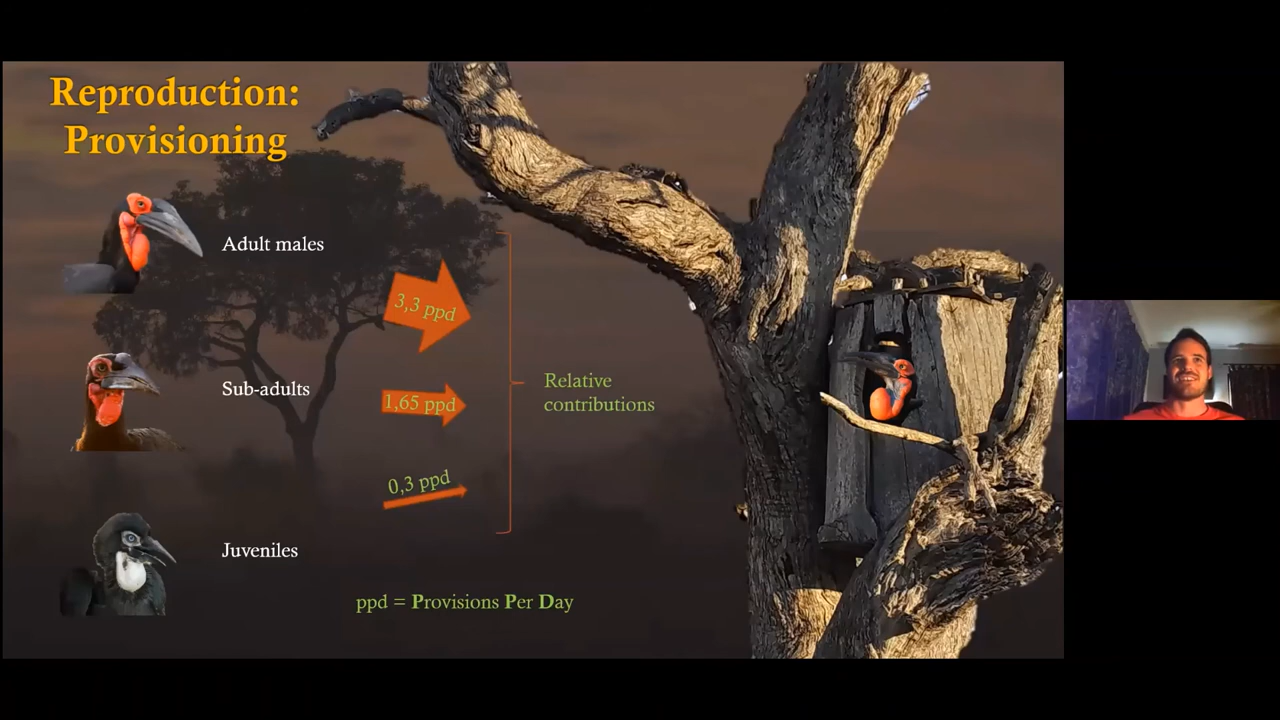 Reproduction:
Provisioning
Adult males
3,3 ppd
Sub-adults
1,65 ppd
Relative
contributions
0,3 ppd
Juveniles
ppd = Provisions Per Day